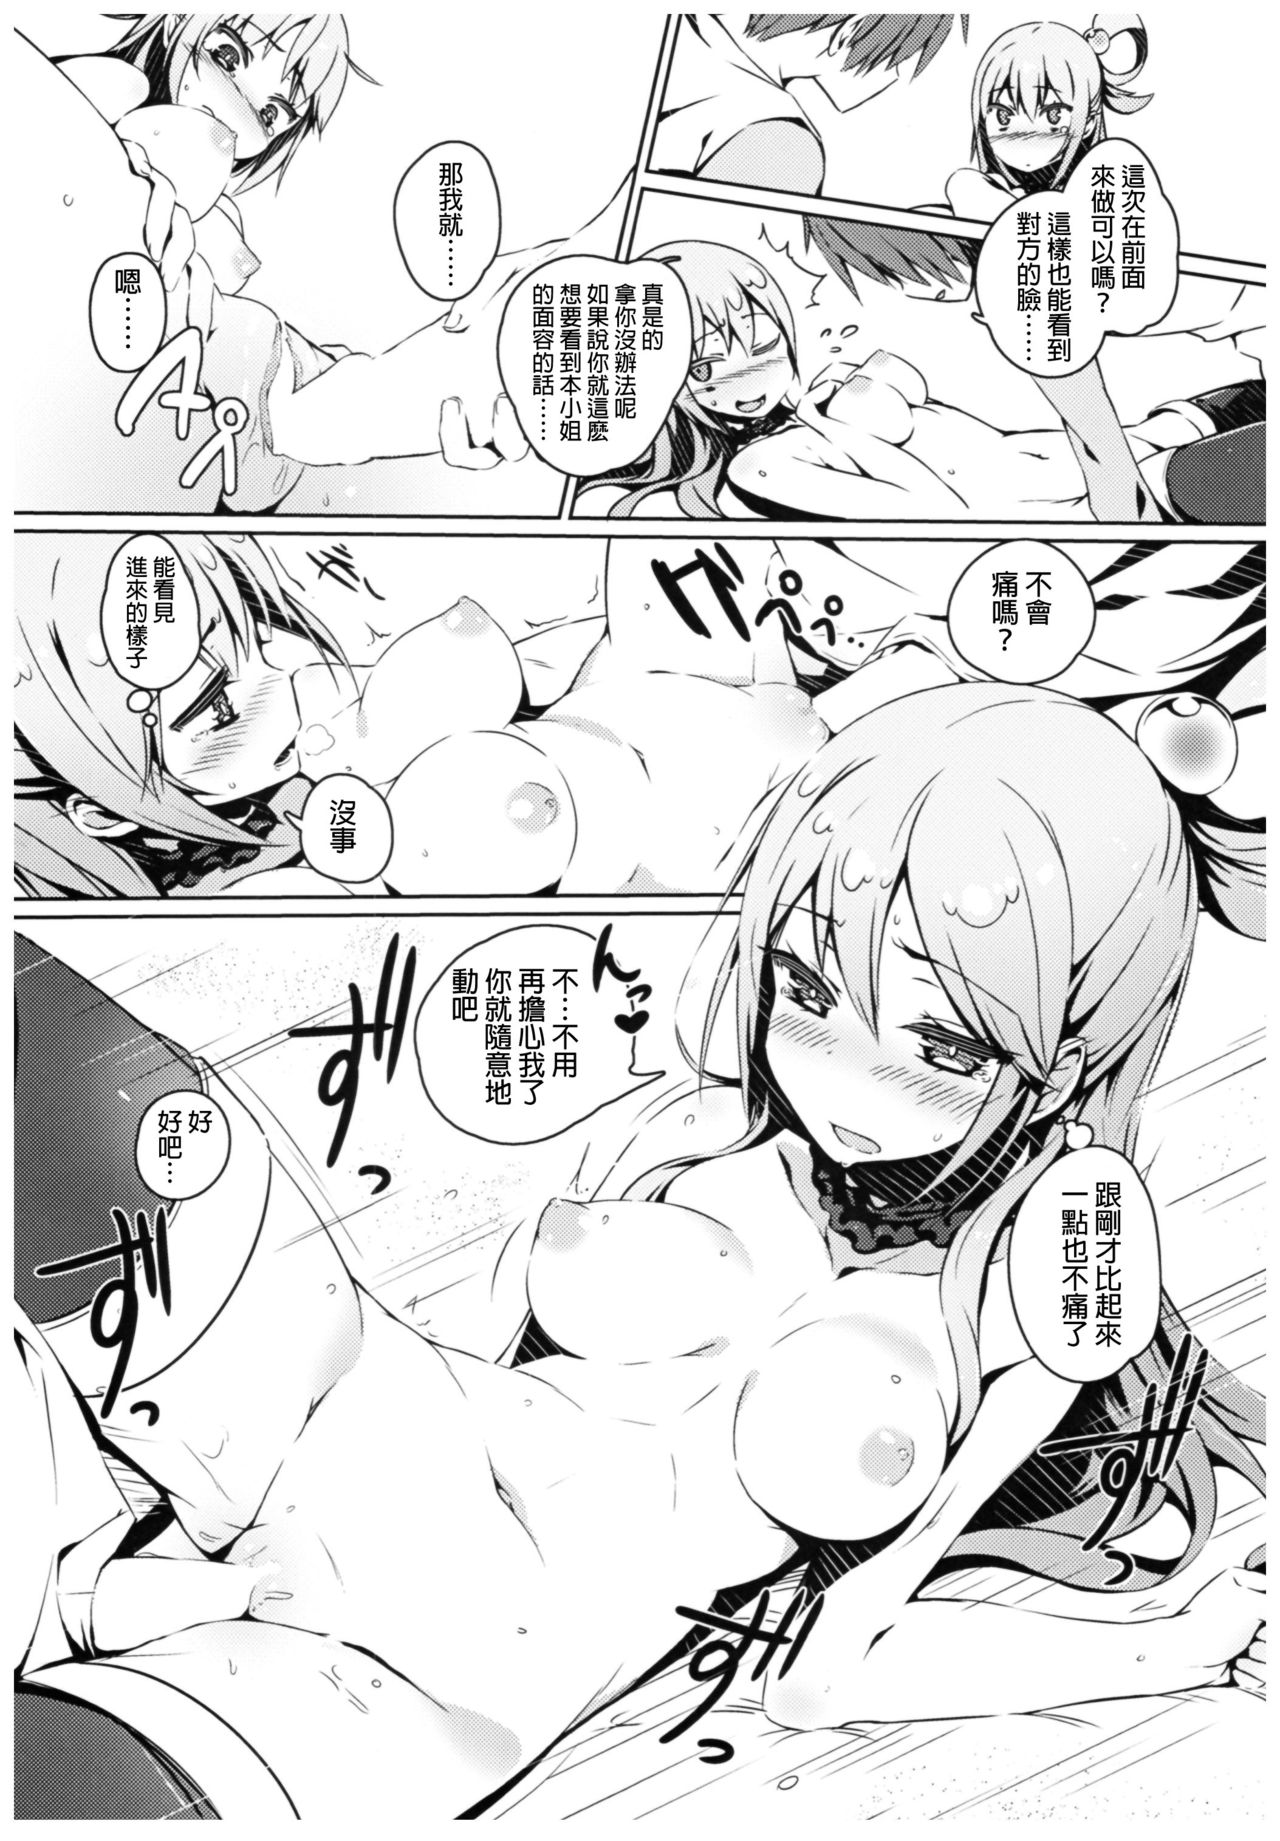 這次在前面
來做可以嗎？
這樣也能看到
對方的臉……
真是的
拿你沒辦法呢
如果說你就這麼
想要看到本小姐
的面容的話……
那我就……
嗯……
不會
痛嗎？
能看見
進來的樣子
沒事
跟剛才比起來
一點也不痛了
んっ♥
不…不用
再擔心我了
你就隨意地
動吧
好
好吧…